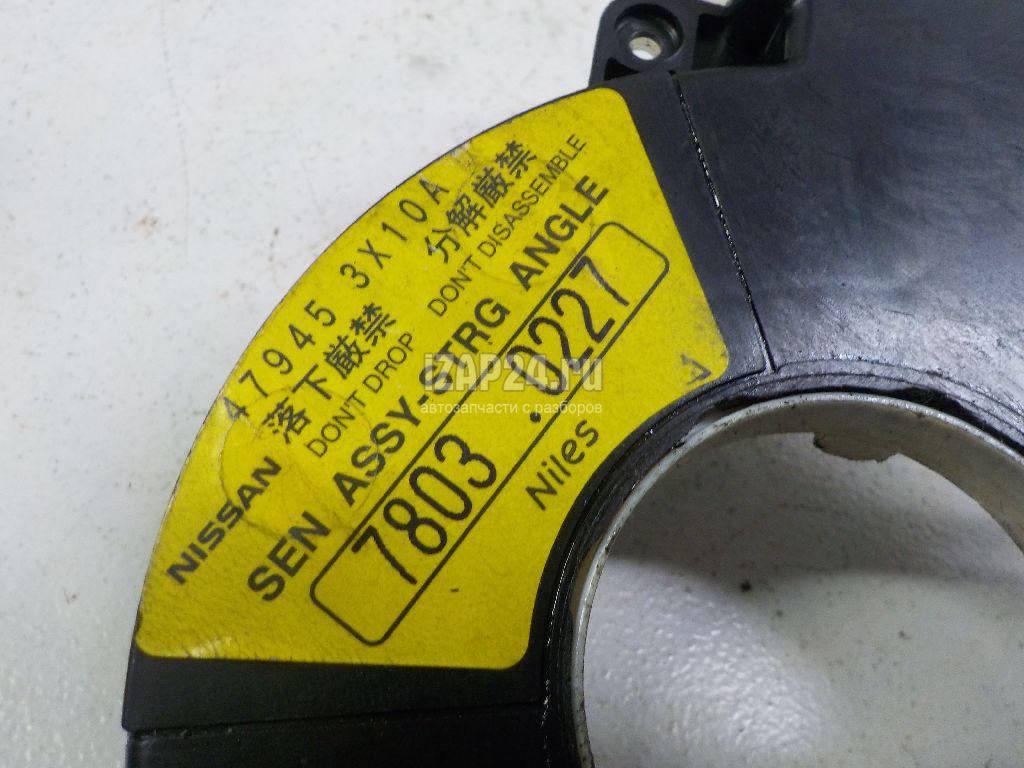 NISSAN 47945 3X10A
落下厳禁 分解厳禁
DON'T DROP DON'T DISASSEMBLE
SEN ASSY-STRG ANGLE
7803 .0227
Niles
iZAP24.ru
автозапчасти с разборов